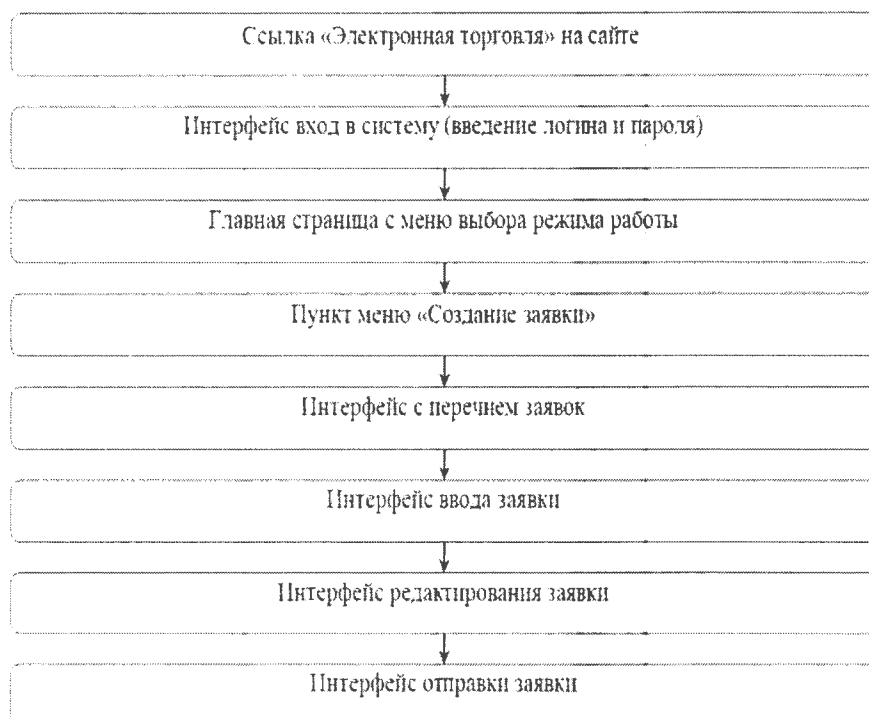 Ссылка «Электронная торговля» на сайте
Интерфейс вход в систему (введение логина и пароля)
Главная страница с меню выбора режима работы
Пункт меню «Создание заявки»
Интерфейс с перечнем заявок
Интерфейс ввода заявки
Интерфейс редактирования заявки
Интерфейс отправки заявки